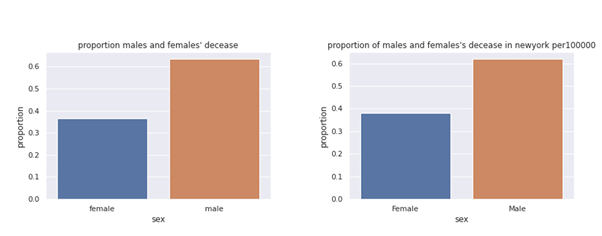 proportion males and females' decease
proportion
0.6
0.5
0.4
0.3
0.2
0.1
0.0
female
male
sex
proportion of males and females's decease in newyork per100000
proportion
0.6
0.5
0.4
0.3
0.2
0.1
0.0
Female
Male
sex